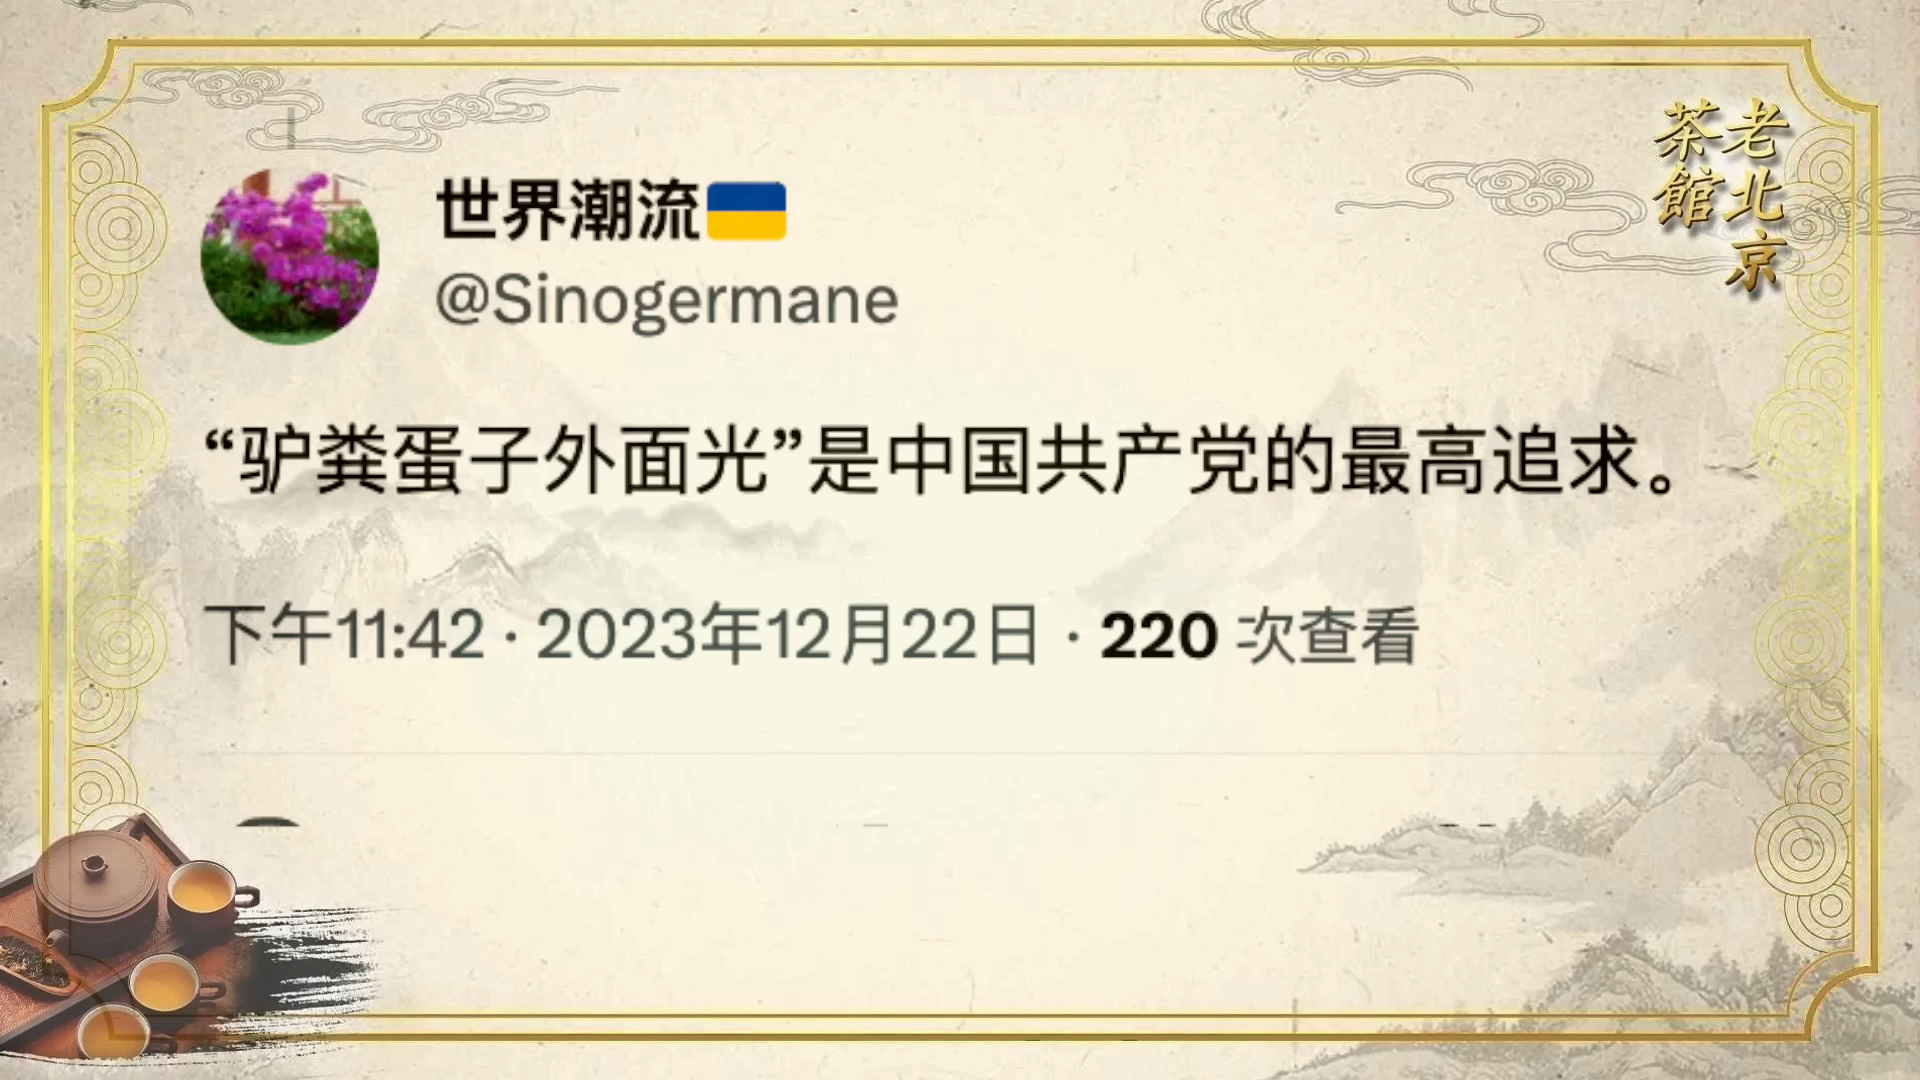 老北京
茶館
世界潮流
@Sinogermane
“驴粪蛋子外面光”是中国共产党的最高追求。
下午11:42 · 2023年12月22日 · 220 次查看